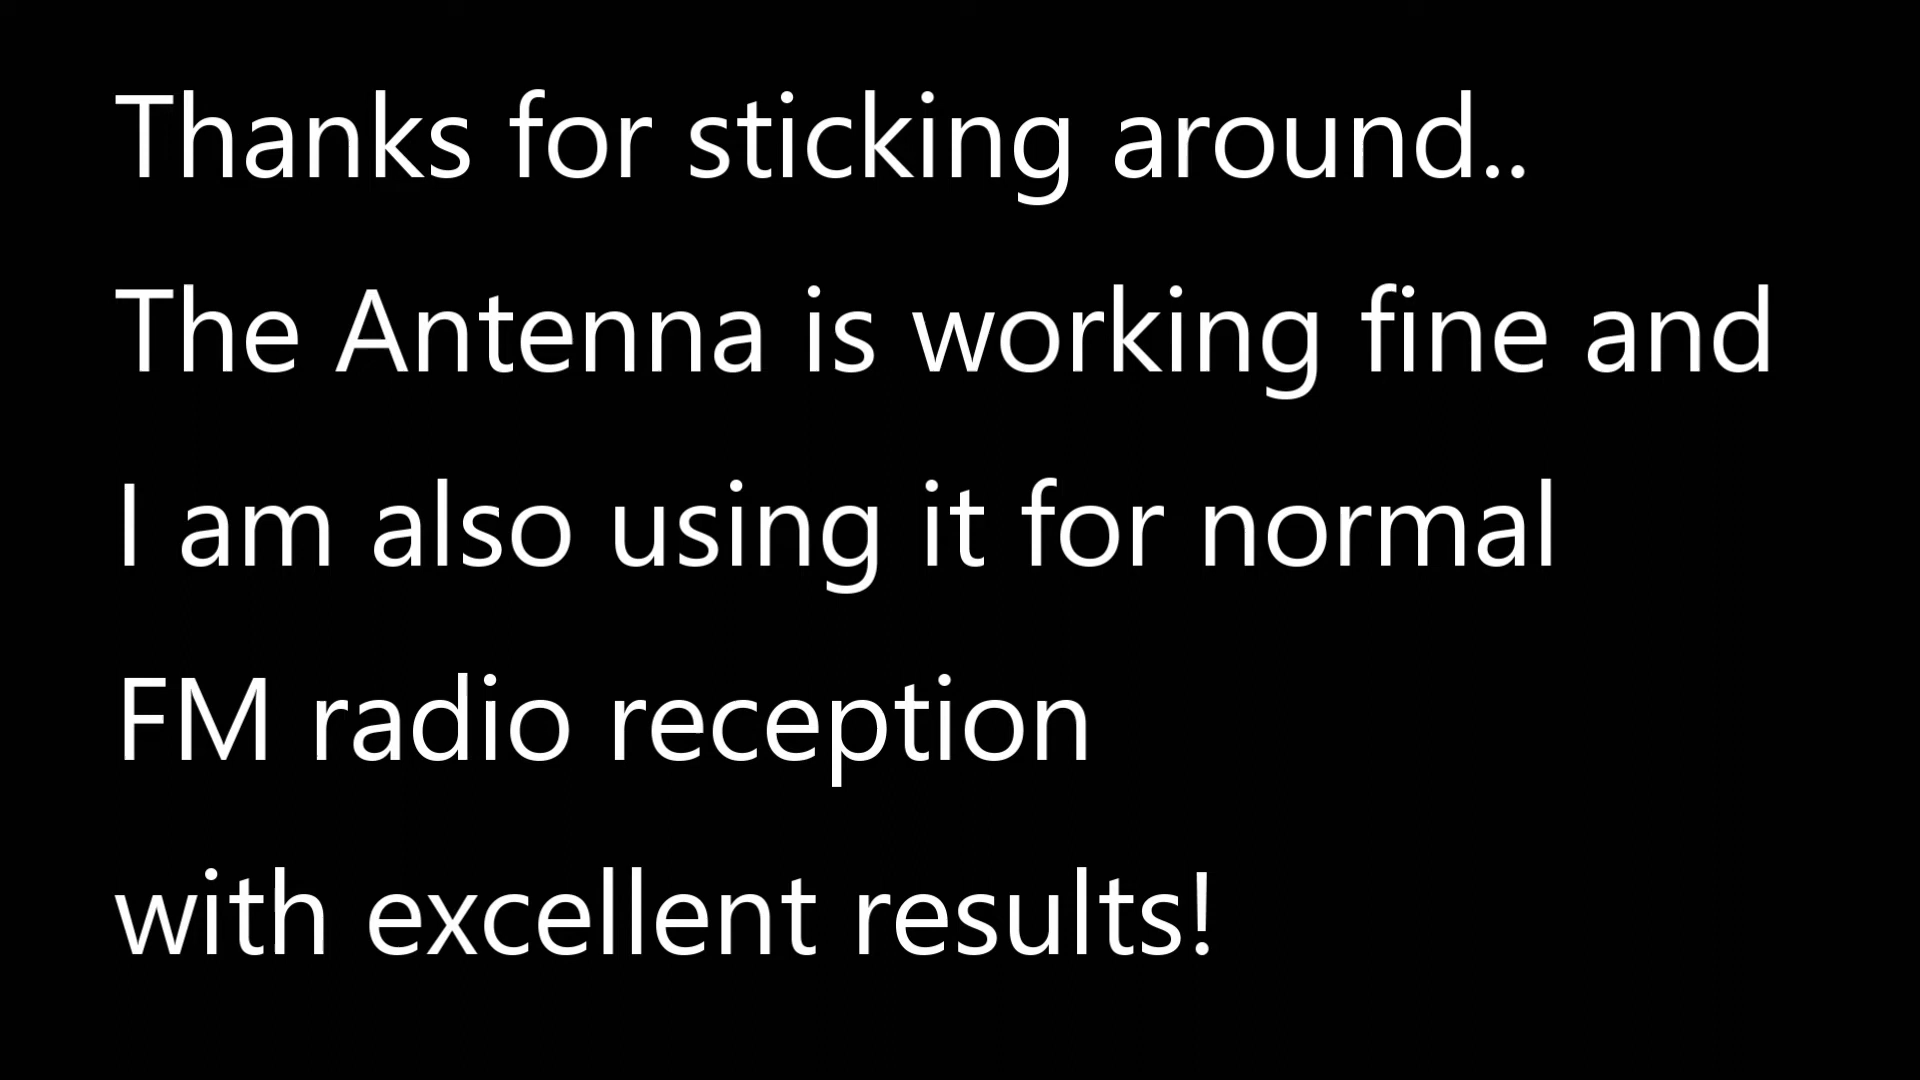 Thanks for sticking around..
The Antenna is working fine and
I am also using it for normal
FM radio reception
with excellent results!